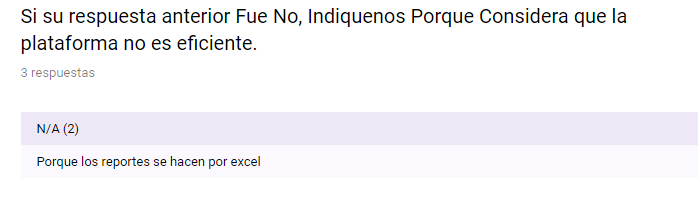 Si su respuesta anterior Fue No, Indiquenos Porque Considera que la
plataforma no es eficiente.
3 respuestas
N/A (2)
Porque los reportes se hacen por excel